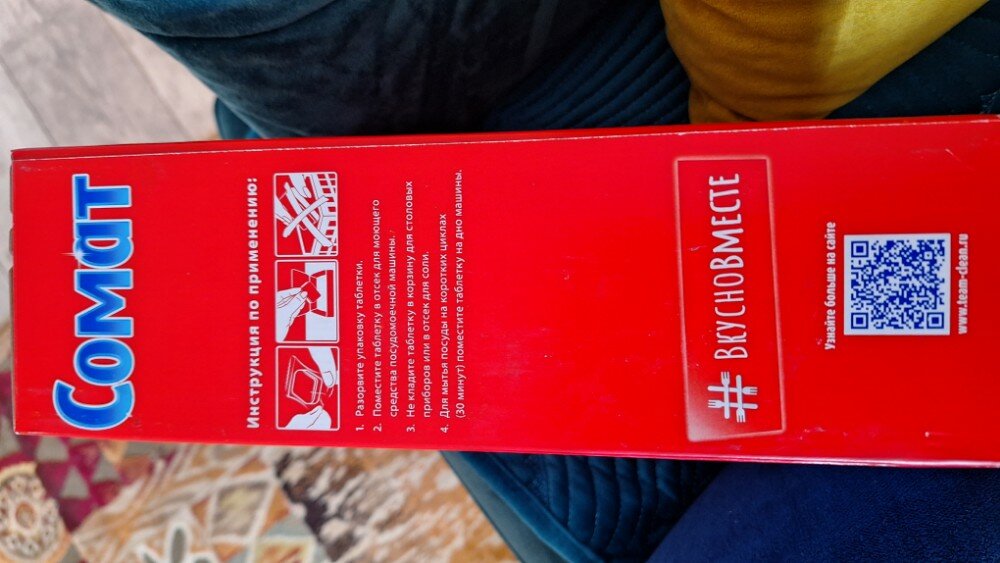 Сомат
Инструкция по применению:
1. Разорвите упаковку таблетки.
2. Поместите таблетку в отсек для моющего
средства посудомоечной машины.
3. Не кладите таблетку в корзину для столовых
приборов или в отсек для соли.
4. Для мытья посуды на коротких циклах
(30 минут) поместите таблетку на дно машины.
# ВКУСНОВМЕСТЕ
Узнайте больше на сайте
www.team-clean.ru